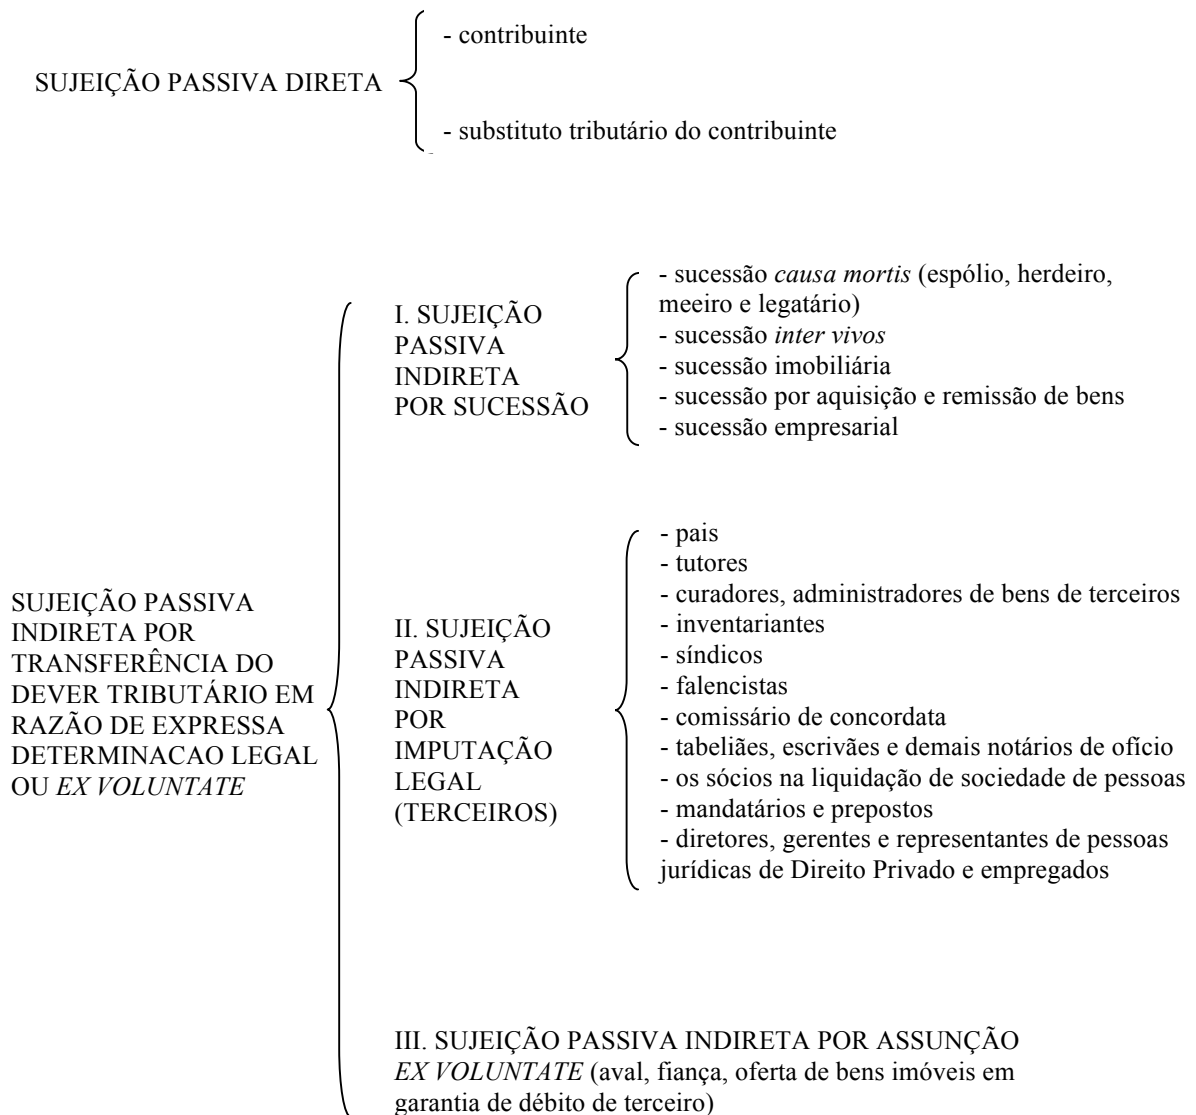 - contribuinte
SUJEIÇÃO PASSIVA DIRETA
- substituto tributário do contribuinte
SUJEIÇÃO PASSIVA
INDIRETA POR
TRANSFERÊNCIA DO
DEVER TRIBUTÁRIO EM
RAZÃO DE EXPRESSA
DETERMINACAO LEGAL
OU EX VOLUNTATE
I. SUJEIÇÃO
PASSIVA
INDIRETA
POR SUCESSÃO
- sucessão causa mortis (espólio, herdeiro,
meeiro e legatário)
- sucessão inter vivos
- sucessão imobiliária
- sucessão por aquisição e remissão de bens
- sucessão empresarial
II. SUJEIÇÃO
PASSIVA
INDIRETA
POR
IMPUTAÇÃO
LEGAL
(TERCEIROS)
- pais
- tutores
- curadores, administradores de bens de terceiros
- inventariantes
- síndicos
- falencistas
- comissário de concordata
- tabeliães, escrivães e demais notários de ofício
- os sócios na liquidação de sociedade de pessoas
- mandatários e prepostos
- diretores, gerentes e representantes de pessoas
jurídicas de Direito Privado e empregados
III. SUJEIÇÃO PASSIVA INDIRETA POR ASSUNÇÃO
EX VOLUNTATE (aval, fiança, oferta de bens imóveis em
garantia de débito de terceiro)